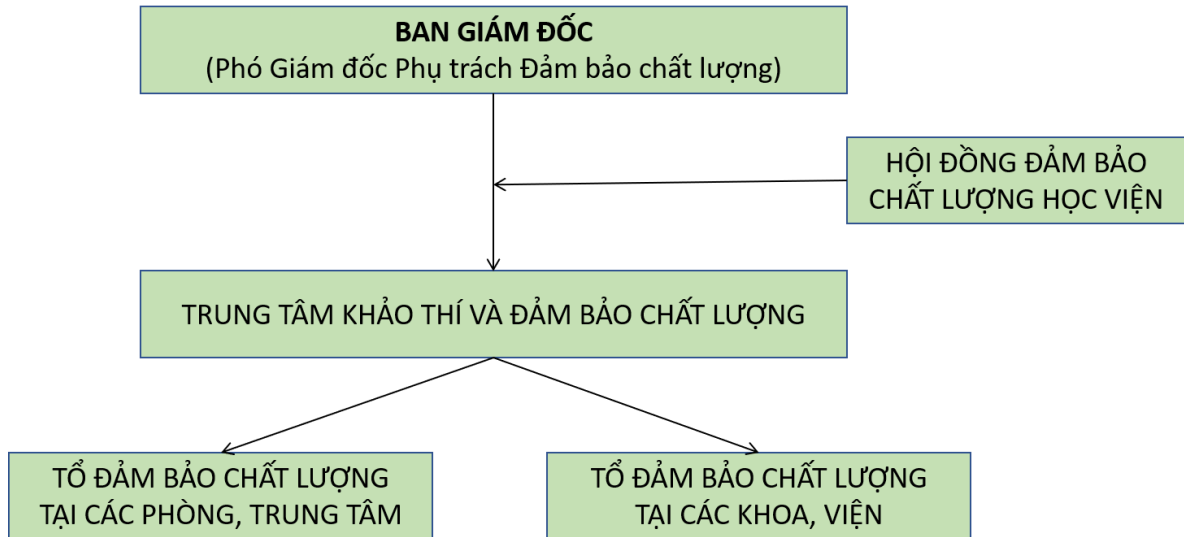 BAN GIÁM ĐỐC
(Phó Giám đốc Phụ trách Đảm bảo chất lượng)
HỘI ĐỒNG ĐẢM BẢO
CHẤT LƯỢNG HỌC VIỆN
TRUNG TÂM KHẢO THÍ VÀ ĐẢM BẢO CHẤT LƯỢNG
TỔ ĐẢM BẢO CHẤT LƯỢNG
TẠI CÁC PHÒNG, TRUNG TÂM
TỔ ĐẢM BẢO CHẤT LƯỢNG
TẠI CÁC KHOA, VIỆN